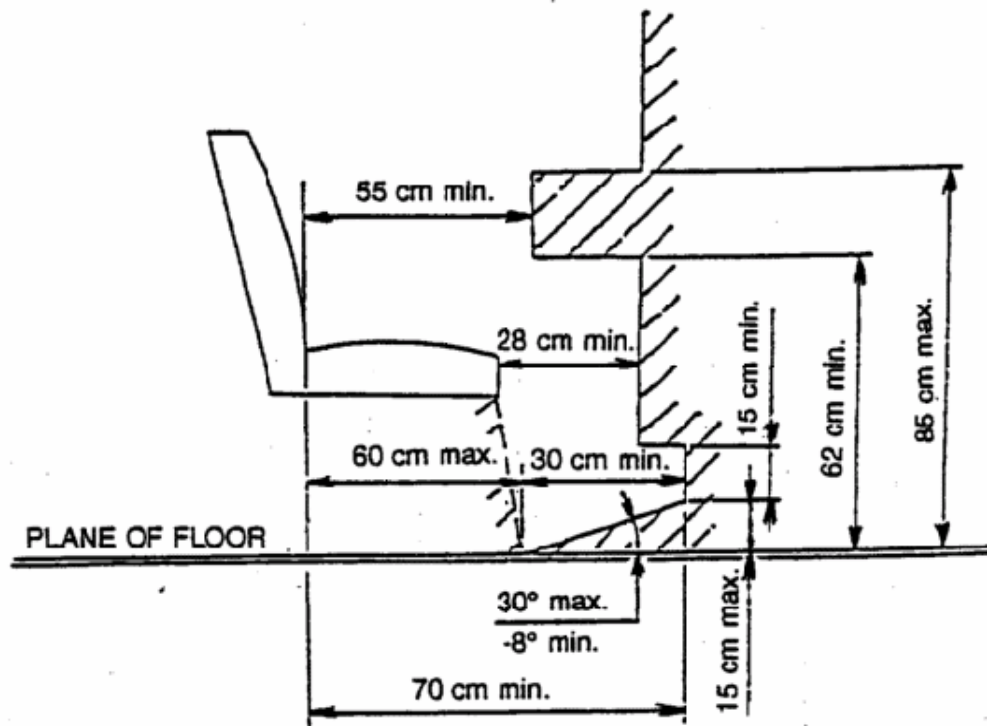 55 cm min.
28 cm min.
15 cm min.
62 cm min.
85 cm max.
60 cm max.
30 cm min.
PLANE OF FLOOR
30° max.
-8° min.
15 cm max.
70 cm min.